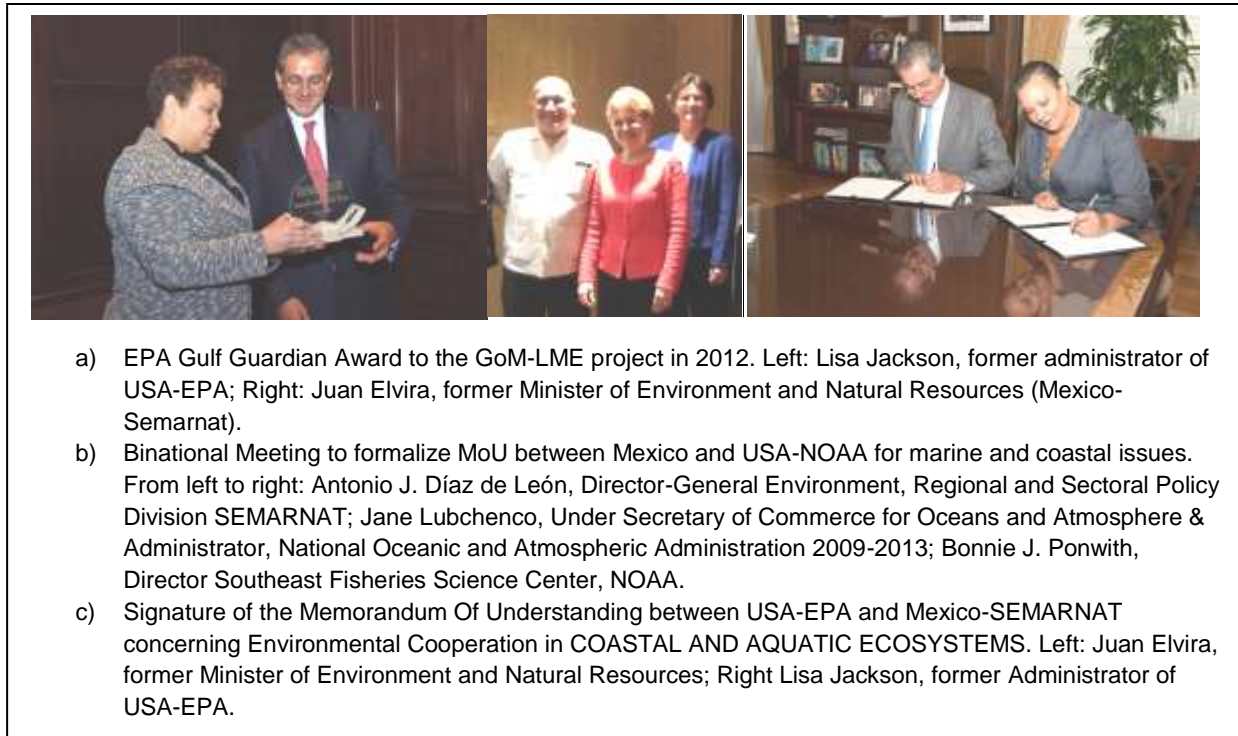 a) EPA Gulf Guardian Award to the GoM-LME project in 2012. Left: Lisa Jackson, former administrator of
USA-EPA; Right: Juan Elvira, former Minister of Environment and Natural Resources (Mexico-
Semarnat).
b) Binational Meeting to formalize MoU between Mexico and USA-NOAA for marine and coastal issues.
From left to right: Antonio J. Díaz de León, Director-General Environment, Regional and Sectoral Policy
Division SEMARNAT; Jane Lubchenco, Under Secretary of Commerce for Oceans and Atmosphere &
Administrator, National Oceanic and Atmospheric Administration 2009-2013; Bonnie J. Ponwith,
Director Southeast Fisheries Science Center, NOAA.
c) Signature of the Memorandum Of Understanding between USA-EPA and Mexico-SEMARNAT
concerning Environmental Cooperation in COASTAL AND AQUATIC ECOSYSTEMS. Left: Juan Elvira,
former Minister of Environment and Natural Resources; Right Lisa Jackson, former Administrator of
USA-EPA.